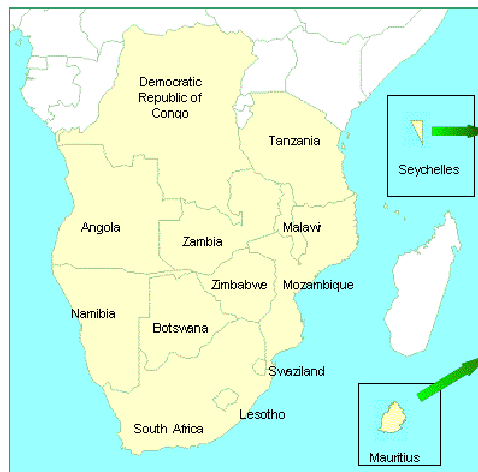 Democratic
Republic of
Congo
Tanzania
Seychelles
Angola
Zambia
Malawi
Zimbabwe
Mozambique
Namibia
Botswana
Swaziland
Lesotho
South Africa
Mauritius